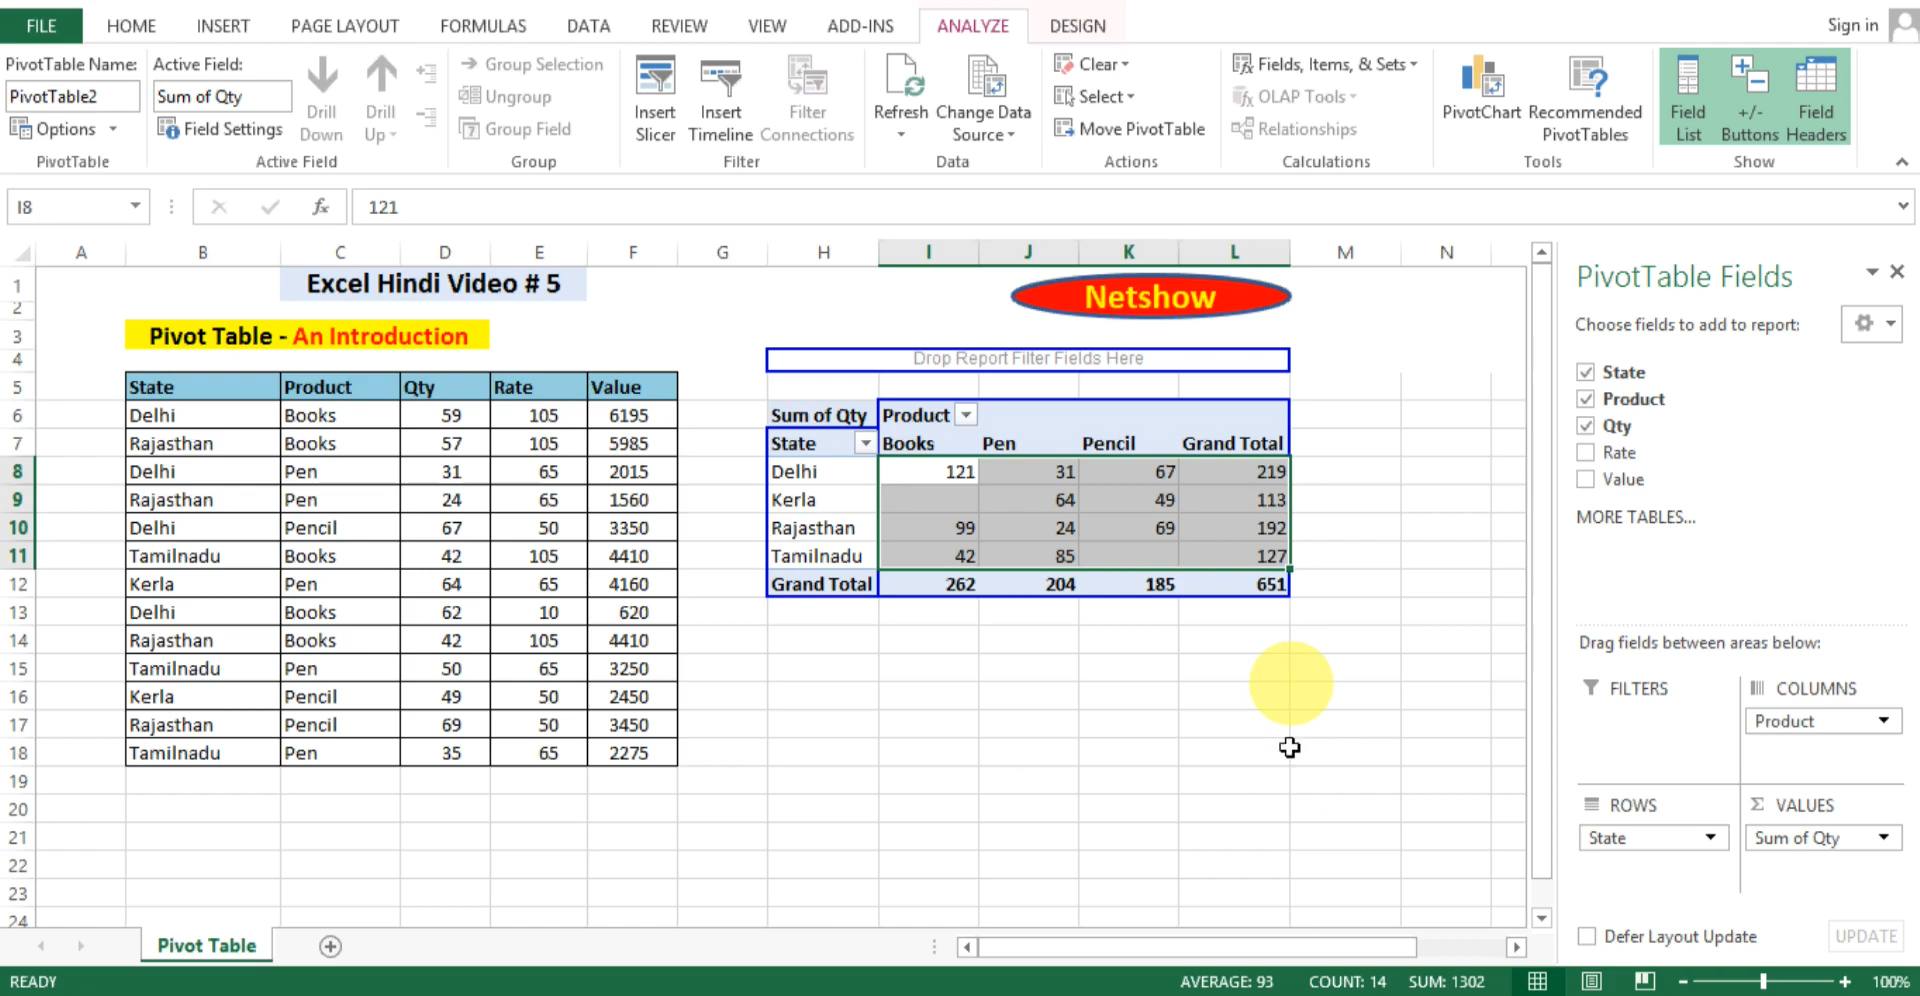 FILE HOME INSERT PAGE LAYOUT FORMULAS DATA REVIEW VIEW ADD-INS ANALYZE DESIGN Sign in
PivotTable Name: Active Field: Group Selection Clear Fields, Items, & Sets
PivotTable2 Sum of Qty Ungroup Select OLAP Tools
Options Field Settings Drill Down Drill Up Group Field Insert Slicer Insert Timeline Filter Connections Refresh Change Data Source Move PivotTable Relationships PivotChart Recommended PivotTables Field List +/- Buttons Field Headers
PivotTable Active Field Group Filter Data Actions Calculations Tools Show
I8 fx 121
A B C D E F G H I J K L M N
1 Excel Hindi Video # 5 Netshow
2
3 Pivot Table - An Introduction
4 Drop Report Filter Fields Here
5 State Product Qty Rate Value
6 Delhi Books 59 105 6195 Sum of Qty Product
7 Rajasthan Books 57 105 5985 State Books Pen Pencil Grand Total
8 Delhi Pen 31 65 2015 Delhi 121 31 67 219
9 Rajasthan Pen 24 65 1560 Kerla 64 49 113
10 Delhi Pencil 67 50 3350 Rajasthan 99 24 69 192
11 Tamilnadu Books 42 105 4410 Tamilnadu 42 85 127
12 Kerla Pen 64 65 4160 Grand Total 262 204 185 651
13 Delhi Books 62 10 620
14 Rajasthan Books 42 105 4410
15 Tamilnadu Pen 50 65 3250
16 Kerla Pencil 49 50 2450
17 Rajasthan Pencil 69 50 3450
18 Tamilnadu Pen 35 65 2275
19
20
21
22
23
24
PivotTable Fields
Choose fields to add to report:
State
Product
Qty
Rate
Value
MORE TABLES...
Drag fields between areas below:
FILTERS COLUMNS
Product
ROWS Σ VALUES
State Sum of Qty
Defer Layout Update UPDATE
Pivot Table
READY AVERAGE: 93 COUNT: 14 SUM: 1302 100%